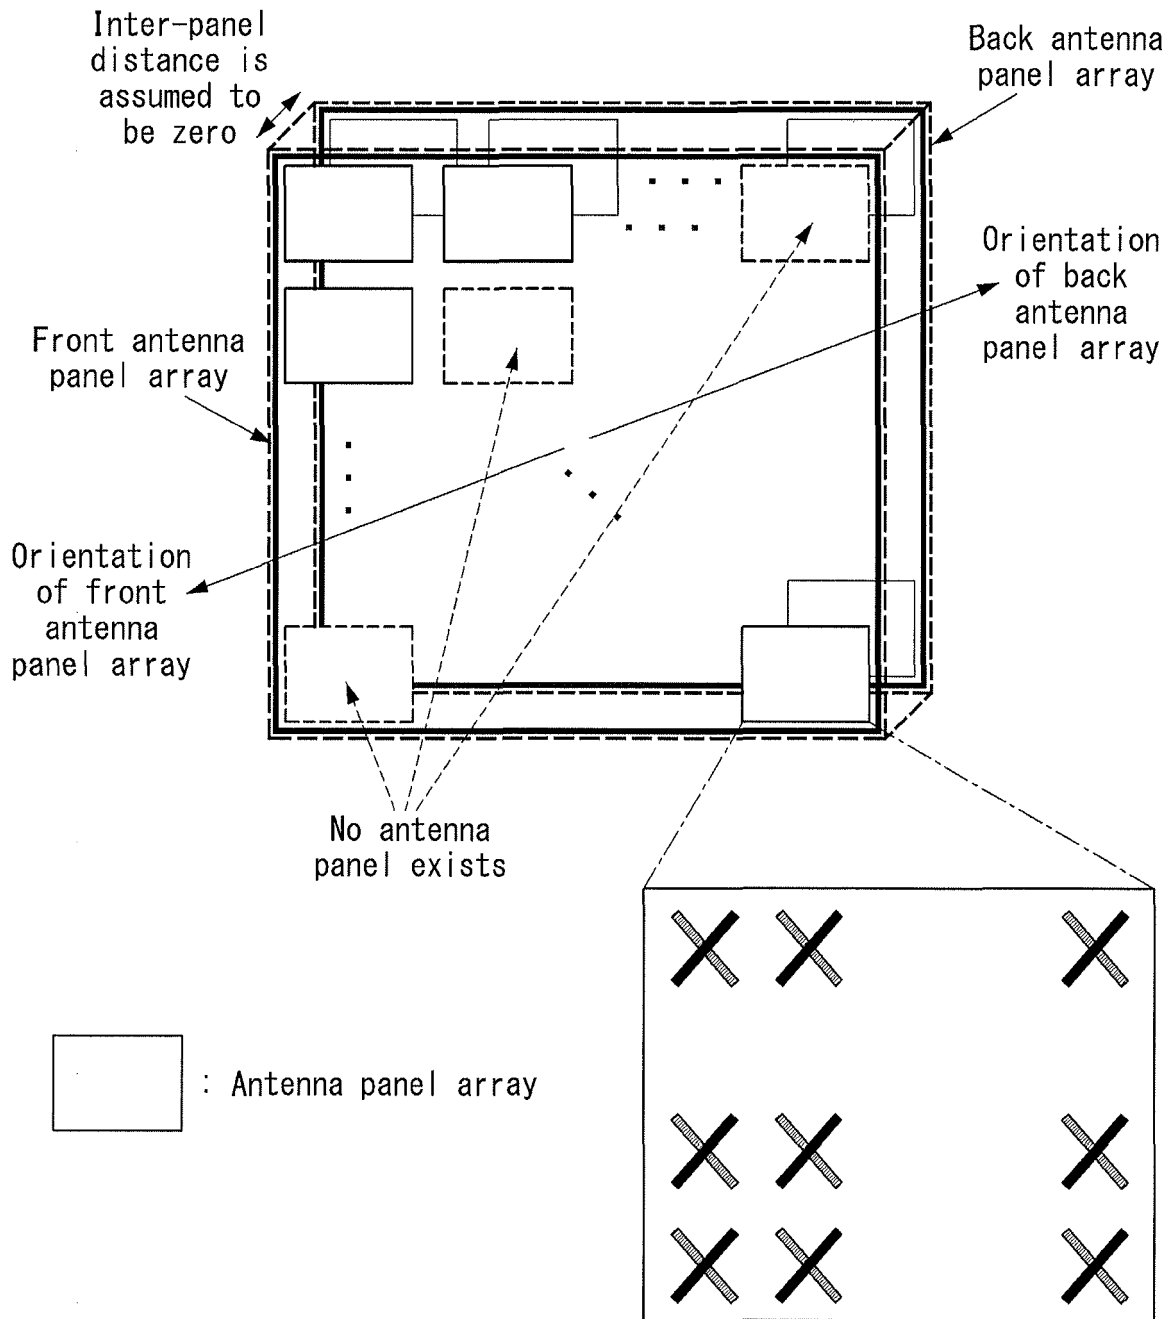 Inter-panel
distance is
assumed to
be zero
Back antenna
panel array
Orientation
of back
antenna
panel array
Front antenna
panel array
Orientation
of front
antenna
panel array
No antenna
panel exists
: Antenna panel array